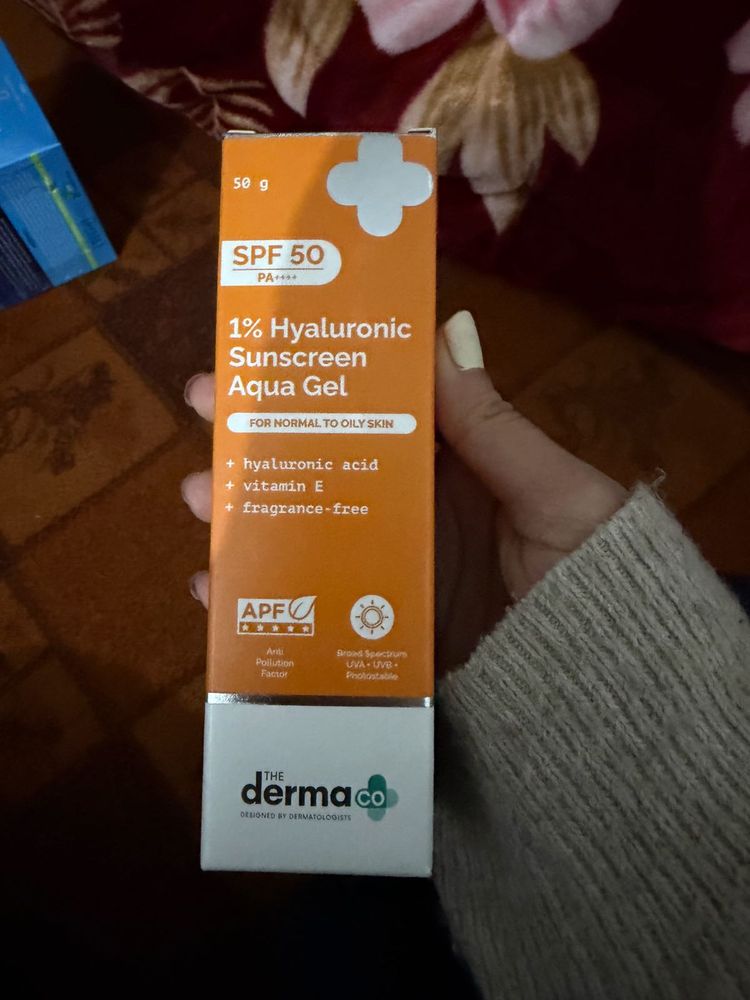 50 g
SPF 50
PA++++
1% Hyaluronic
Sunscreen
Aqua Gel
FOR NORMAL TO OILY SKIN
+ hyaluronic acid
+ vitamin E
+ fragrance-free
APF
Anti
Pollution
Factor
Broad Spectrum
UVA • UVB •
Photostable
THE
derma co
DESIGNED BY DERMATOLOGISTS